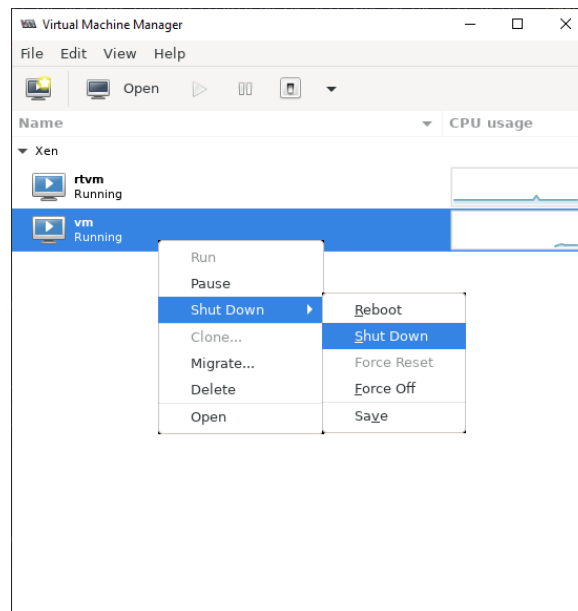 Virtual Machine Manager
File Edit View Help
Open
Name CPU usage
Xen
rtvm
Running
vm
Running
Run
Pause
Shut Down
Clone...
Migrate...
Delete
Open
Reboot
Shut Down
Force Reset
Force Off
Save